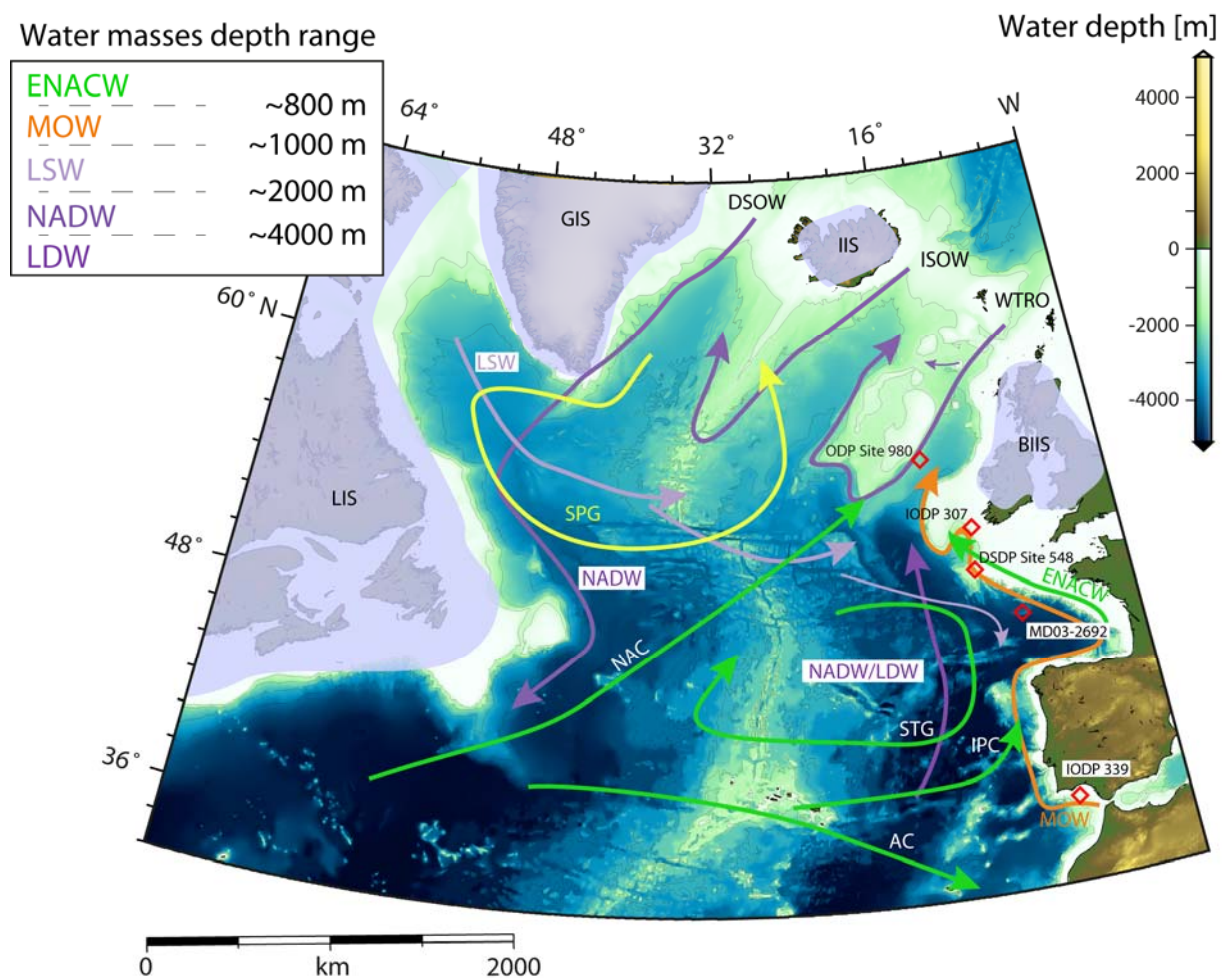 Water masses depth range
ENACW
~800 m
MOW
~1000 m
LSW
~2000 m
NADW
~4000 m
LDW
Water depth [m]
4000
2000
0
-2000
-4000
64°
48°
32°
16°
W
60° N
48°
36°
GIS
DSOW
IIS
ISOW
WTRO
LSW
BIIS
ODP Site 980
LIS
SPG
IODP 307
DSDP Site 548
NADW
ENACW
MD03-2692
NAC
NADW/LDW
STG
IPC
IODP 339
MOW
AC
0 km 2000